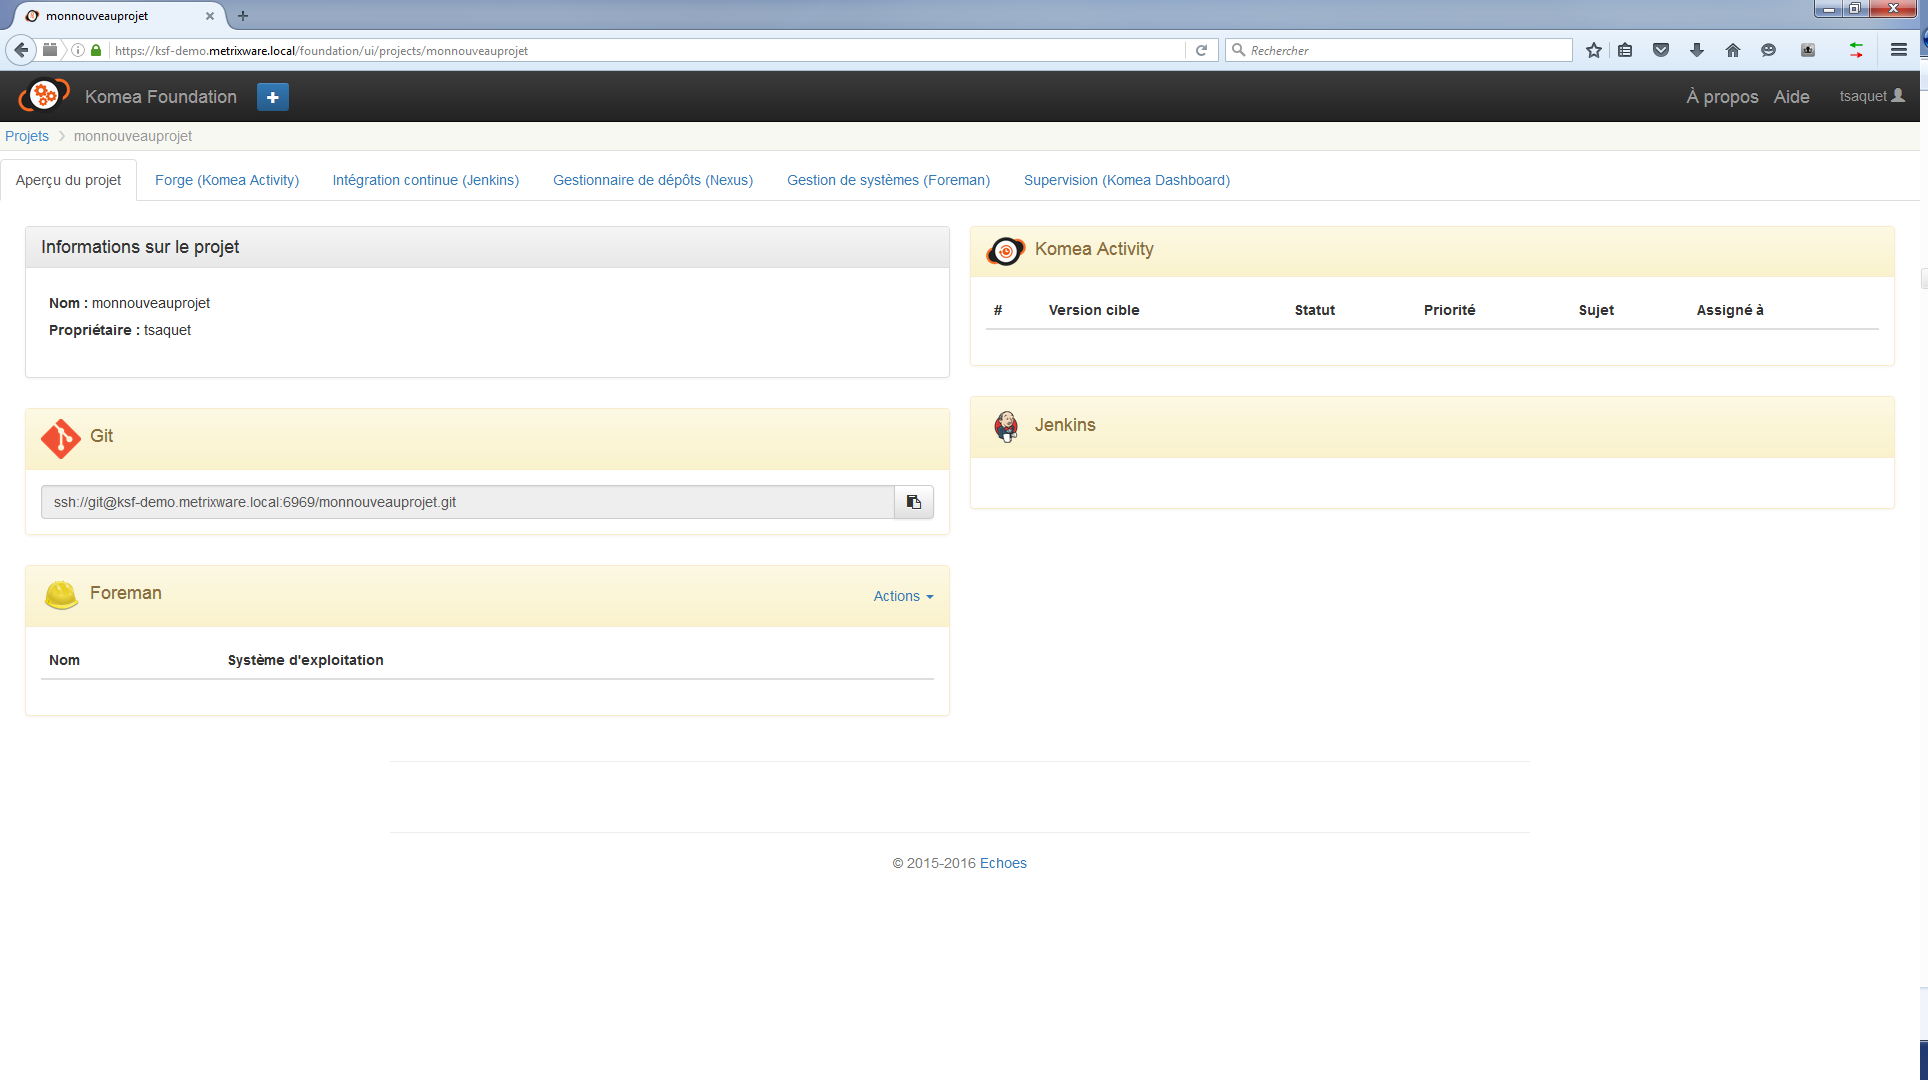 monnouveauprojet
https://ksf-demo.metrixware.local/foundation/ui/projects/monnouveauprojet
Rechercher
Komea Foundation
À propos
Aide
tsaquet
Projets
monnouveauprojet
Aperçu du projet
Forge (Komea Activity)
Intégration continue (Jenkins)
Gestionnaire de dépôts (Nexus)
Gestion de systèmes (Foreman)
Supervision (Komea Dashboard)
Informations sur le projet
Nom : monnouveauprojet
Propriétaire : tsaquet
Git
ssh://git@ksf-demo.metrixware.local:6969/monnouveauprojet.git
Foreman
Actions
Nom Système d'exploitation
Komea Activity
# Version cible Statut Priorité Sujet Assigné à
Jenkins
© 2015-2016 Echoes